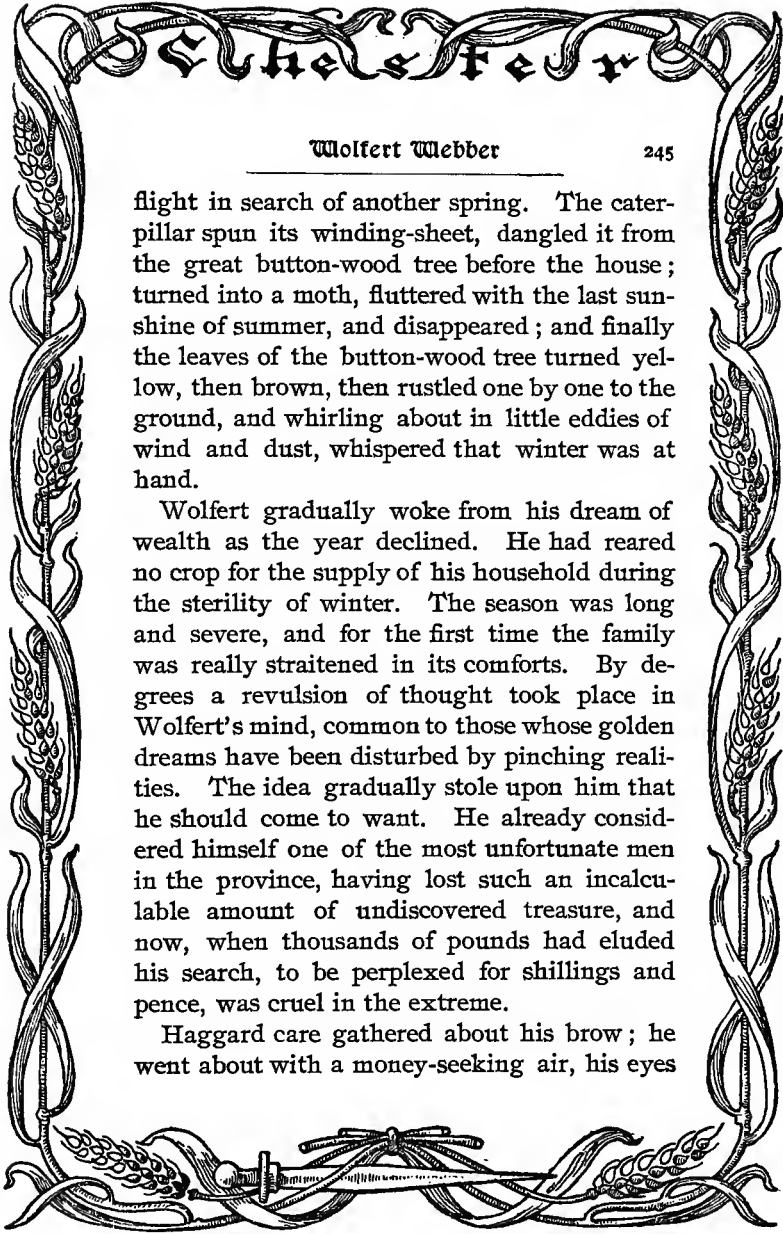 Wolfert Webber 245
flight in search of another spring. The cater-
pillar spun its winding-sheet, dangled it from
the great button-wood tree before the house;
turned into a moth, fluttered with the last sun-
shine of summer, and disappeared; and finally
the leaves of the button-wood tree turned yel-
low, then brown, then rustled one by one to the
ground, and whirling about in little eddies of
wind and dust, whispered that winter was at
hand.
Wolfert gradually woke from his dream of
wealth as the year declined. He had reared
no crop for the supply of his household during
the sterility of winter. The season was long
and severe, and for the first time the family
was really straitened in its comforts. By de-
grees a revulsion of thought took place in
Wolfert's mind, common to those whose golden
dreams have been disturbed by pinching reali-
ties. The idea gradually stole upon him that
he should come to want. He already consid-
ered himself one of the most unfortunate men
in the province, having lost such an incalcu-
lable amount of undiscovered treasure, and
now, when thousands of pounds had eluded
his search, to be perplexed for shillings and
pence, was cruel in the extreme.
Haggard care gathered about his brow; he
went about with a money-seeking air, his eyes